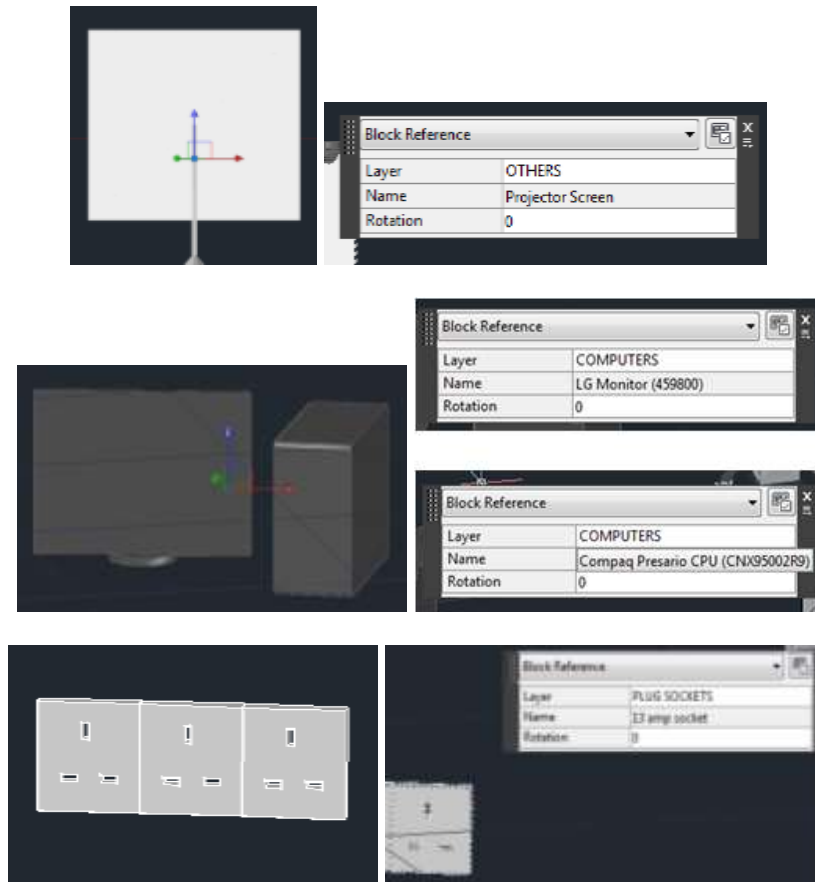 Block Reference
Layer OTHERS
Name Projector Screen
Rotation 0
Block Reference
Layer COMPUTERS
Name LG Monitor (459800)
Rotation 0
Block Reference
Layer COMPUTERS
Name Compaq Presario CPU (CNX95002R9)
Rotation 0
Block Reference
Layer PLUG SOCKETS
Name 13 amp socket
Rotation 0